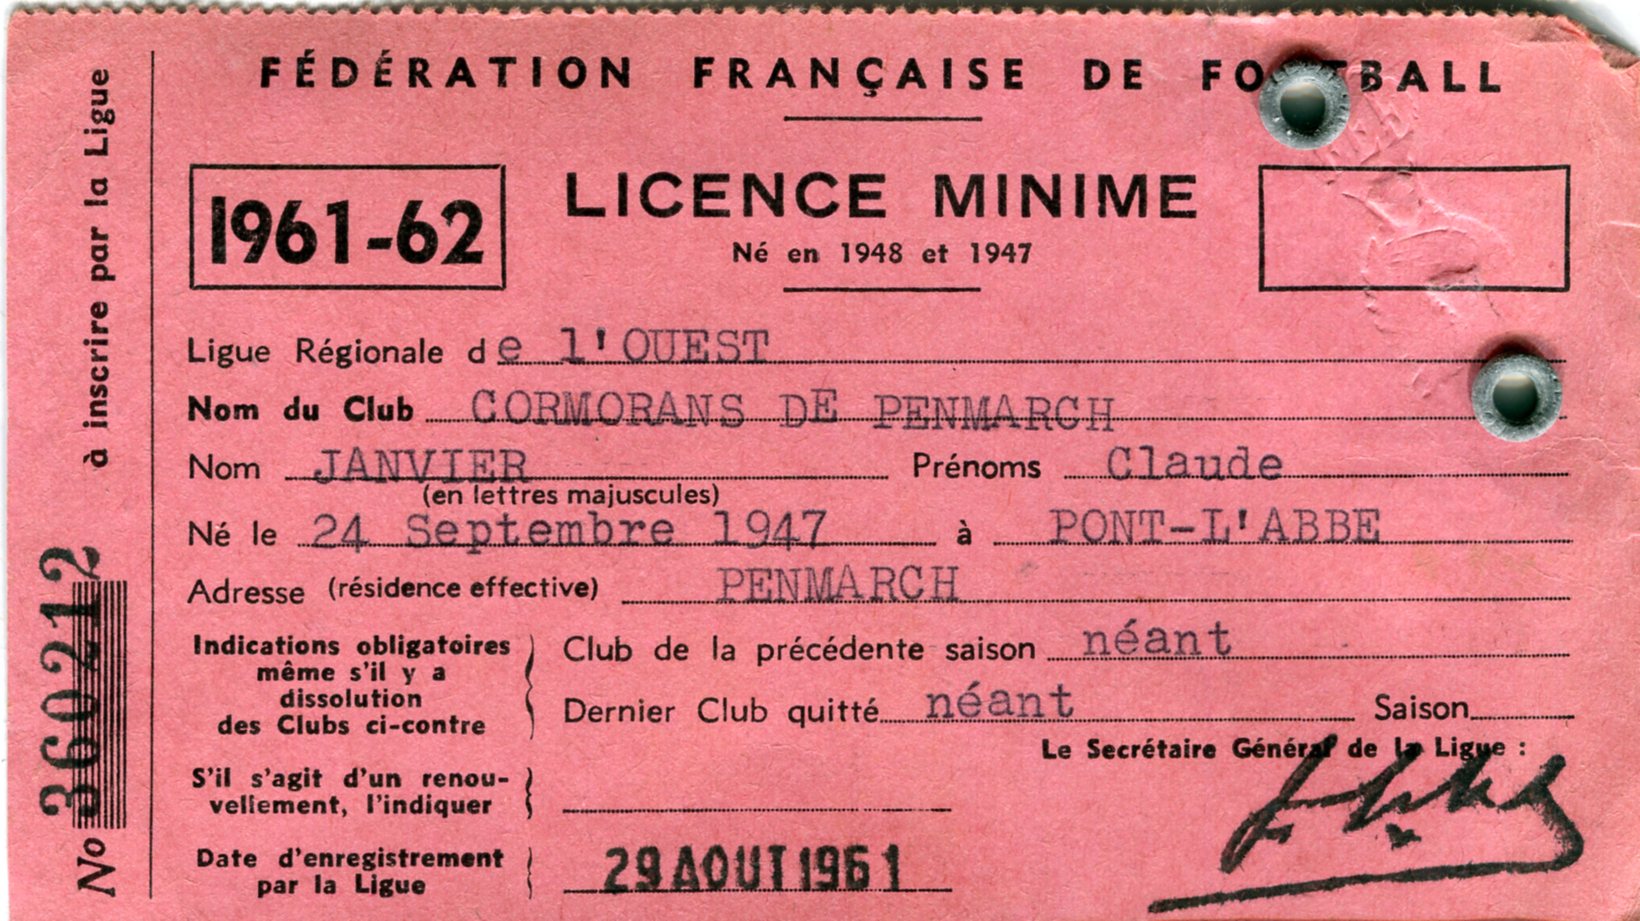 FÉDÉRATION FRANÇAISE DE FOOTBALL
1961-62
LICENCE MINIME
Né en 1948 et 1947
Ligue Régionale de l'OUEST
Nom du Club CORMORANS DE PENMARCH
Nom JANVIER Prénoms Claude
(en lettres majuscules)
Né le 24 Septembre 1947 à PONT-L'ABBE
Adresse (résidence effective) PENMARCH
Indications obligatoires
même s'il y a
dissolution
des Clubs ci-contre
Club de la précédente saison néant
Dernier Club quitté néant Saison
Le Secrétaire Général de la Ligue :
S'il s'agit d'un renou-
vellement, l'indiquer
Date d'enregistrement
par la Ligue
29 AOUT 1961
No 360212
à inscrire par la Ligue